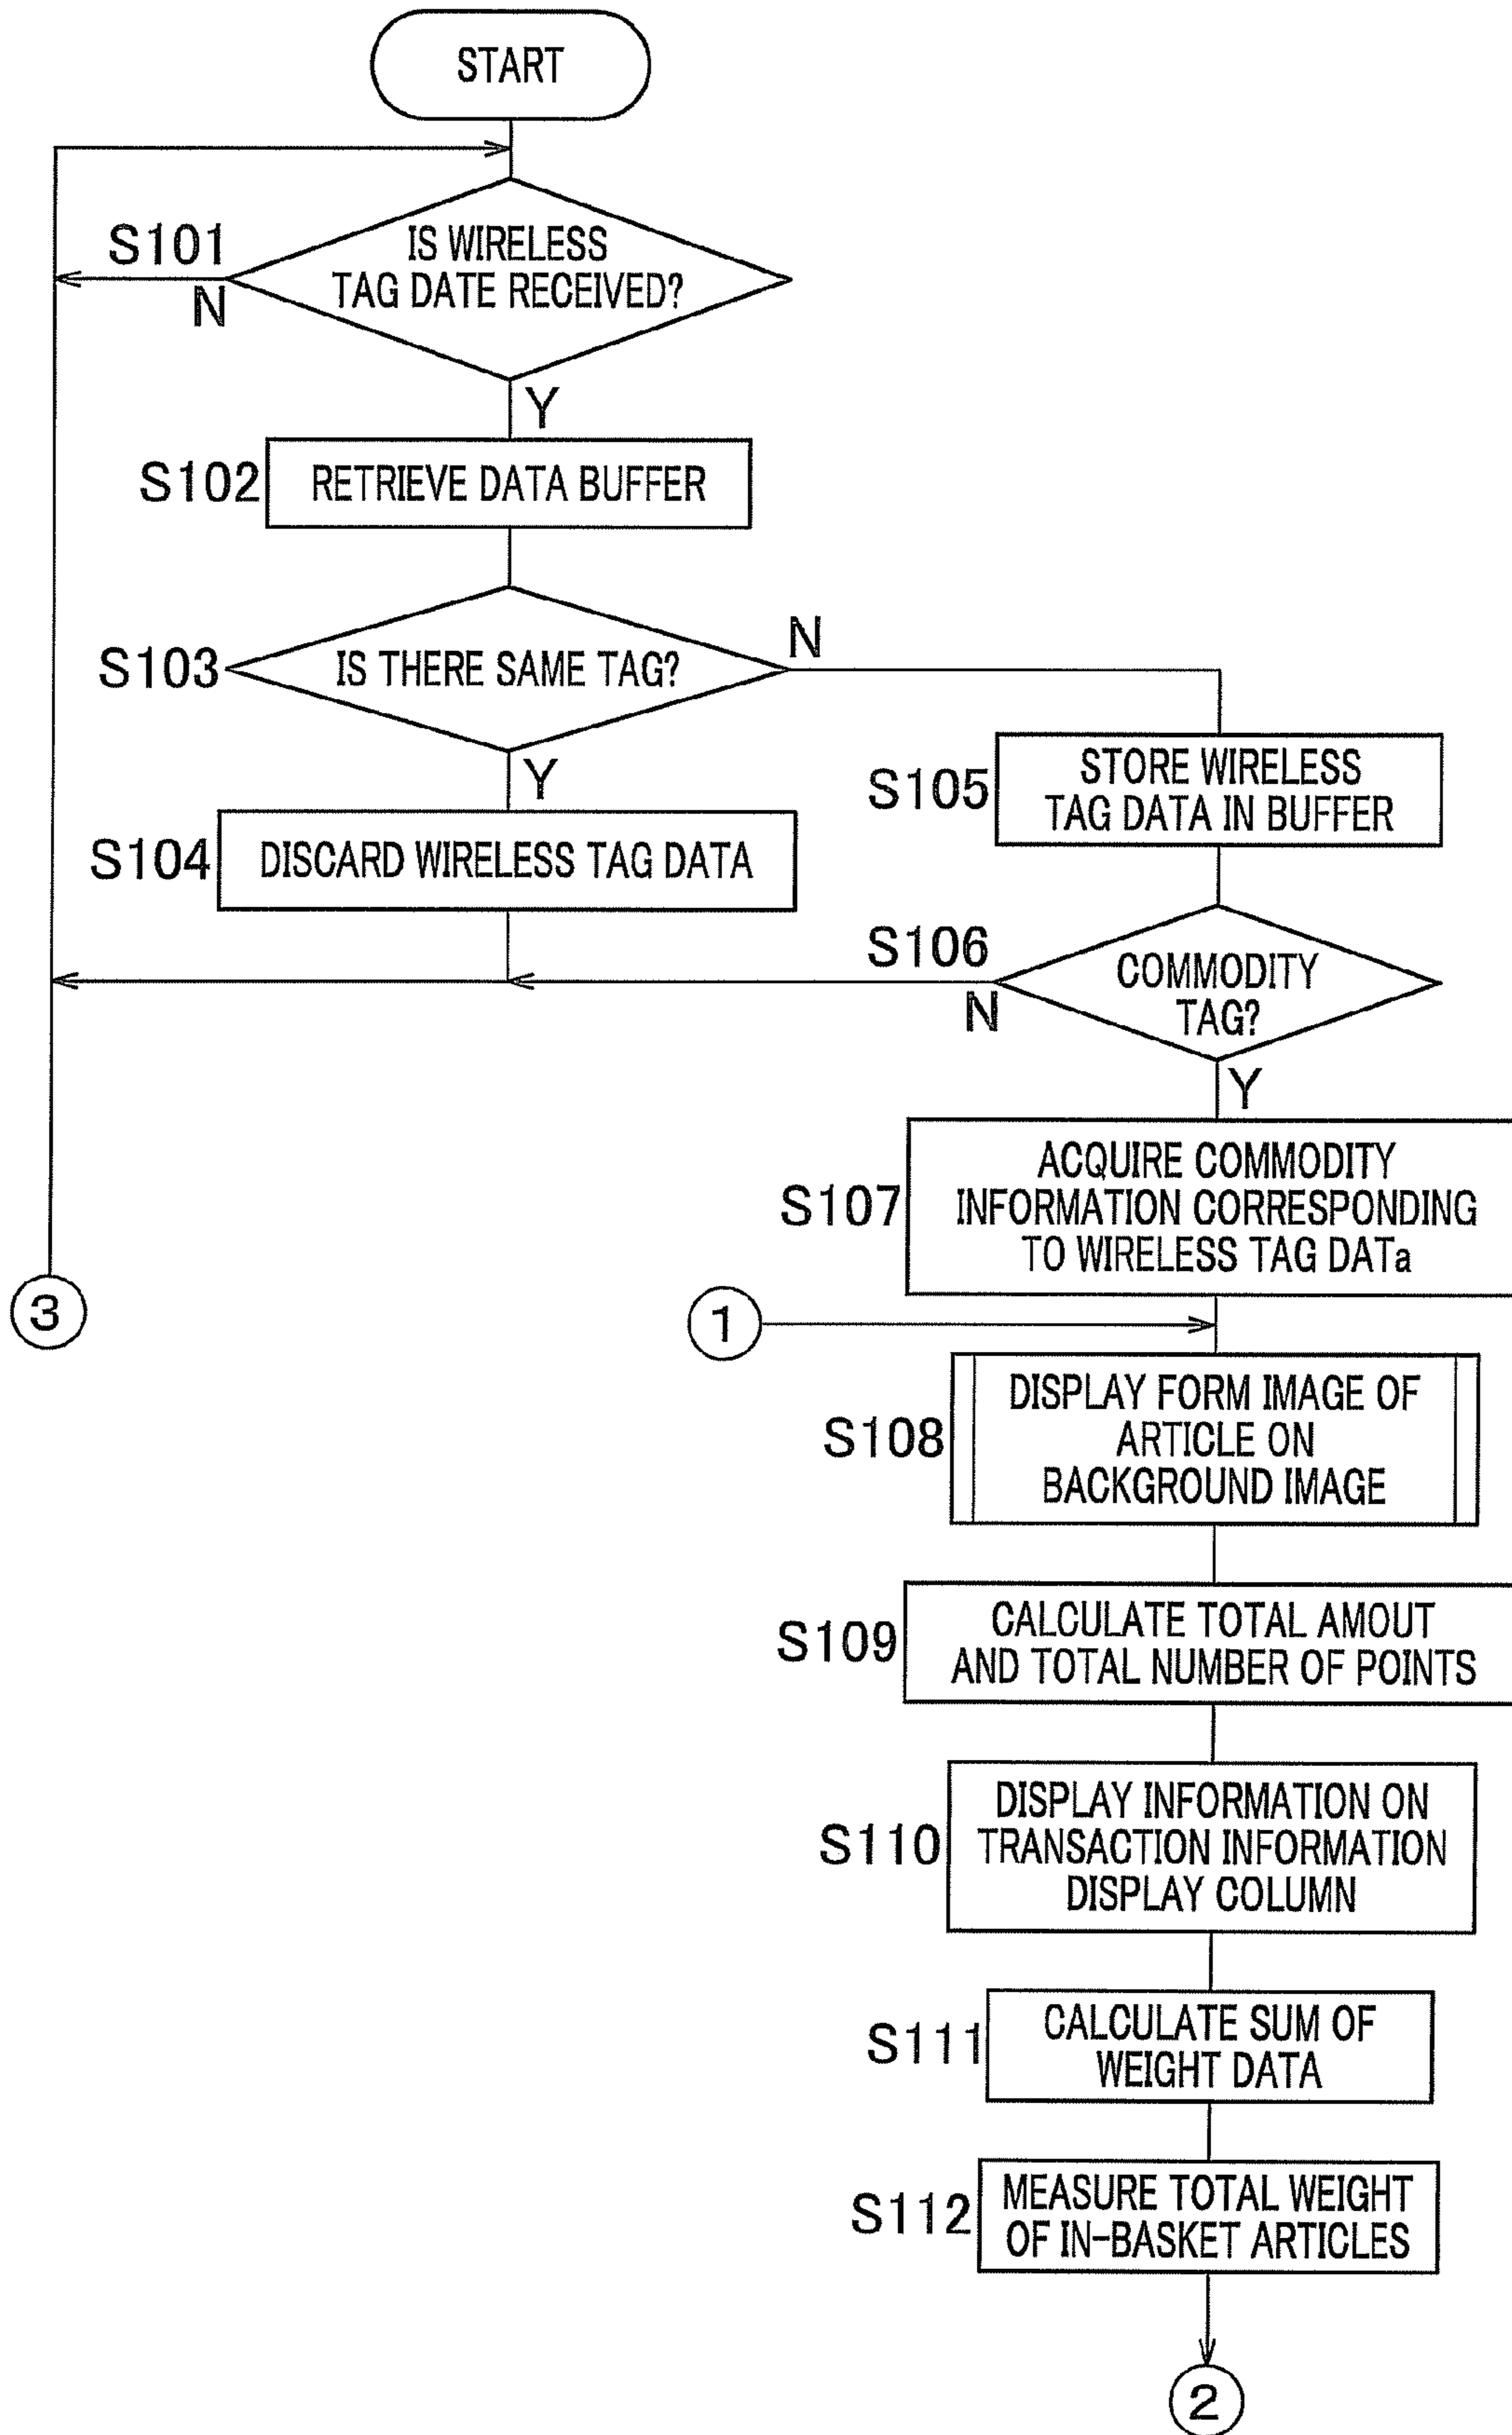 START
S101
IS WIRELESS
TAG DATE RECEIVED?
N
Y
S102
RETRIEVE DATA BUFFER
S103
IS THERE SAME TAG?
N
Y
S104
DISCARD WIRELESS TAG DATA
S105
STORE WIRELESS
TAG DATA IN BUFFER
S106
COMMODITY
TAG?
N
Y
S107
ACQUIRE COMMODITY
INFORMATION CORRESPONDING
TO WIRELESS TAG DATa
3
1
S108
DISPLAY FORM IMAGE OF
ARTICLE ON
BACKGROUND IMAGE
S109
CALCULATE TOTAL AMOUT
AND TOTAL NUMBER OF POINTS
S110
DISPLAY INFORMATION ON
TRANSACTION INFORMATION
DISPLAY COLUMN
S111
CALCULATE SUM OF
WEIGHT DATA
S112
MEASURE TOTAL WEIGHT
OF IN-BASKET ARTICLES
2